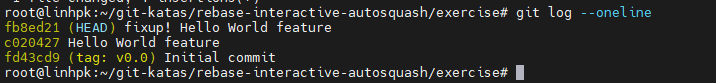 root@linhpk:~/git-katas/rebase-interactive-autosquash/exercise# git log --oneline
fb8ed21 (HEAD) fixup! Hello World feature
c020427 Hello World feature
fd43cd9 (tag: v0.0) Initial commit
root@linhpk:~/git-katas/rebase-interactive-autosquash/exercise#